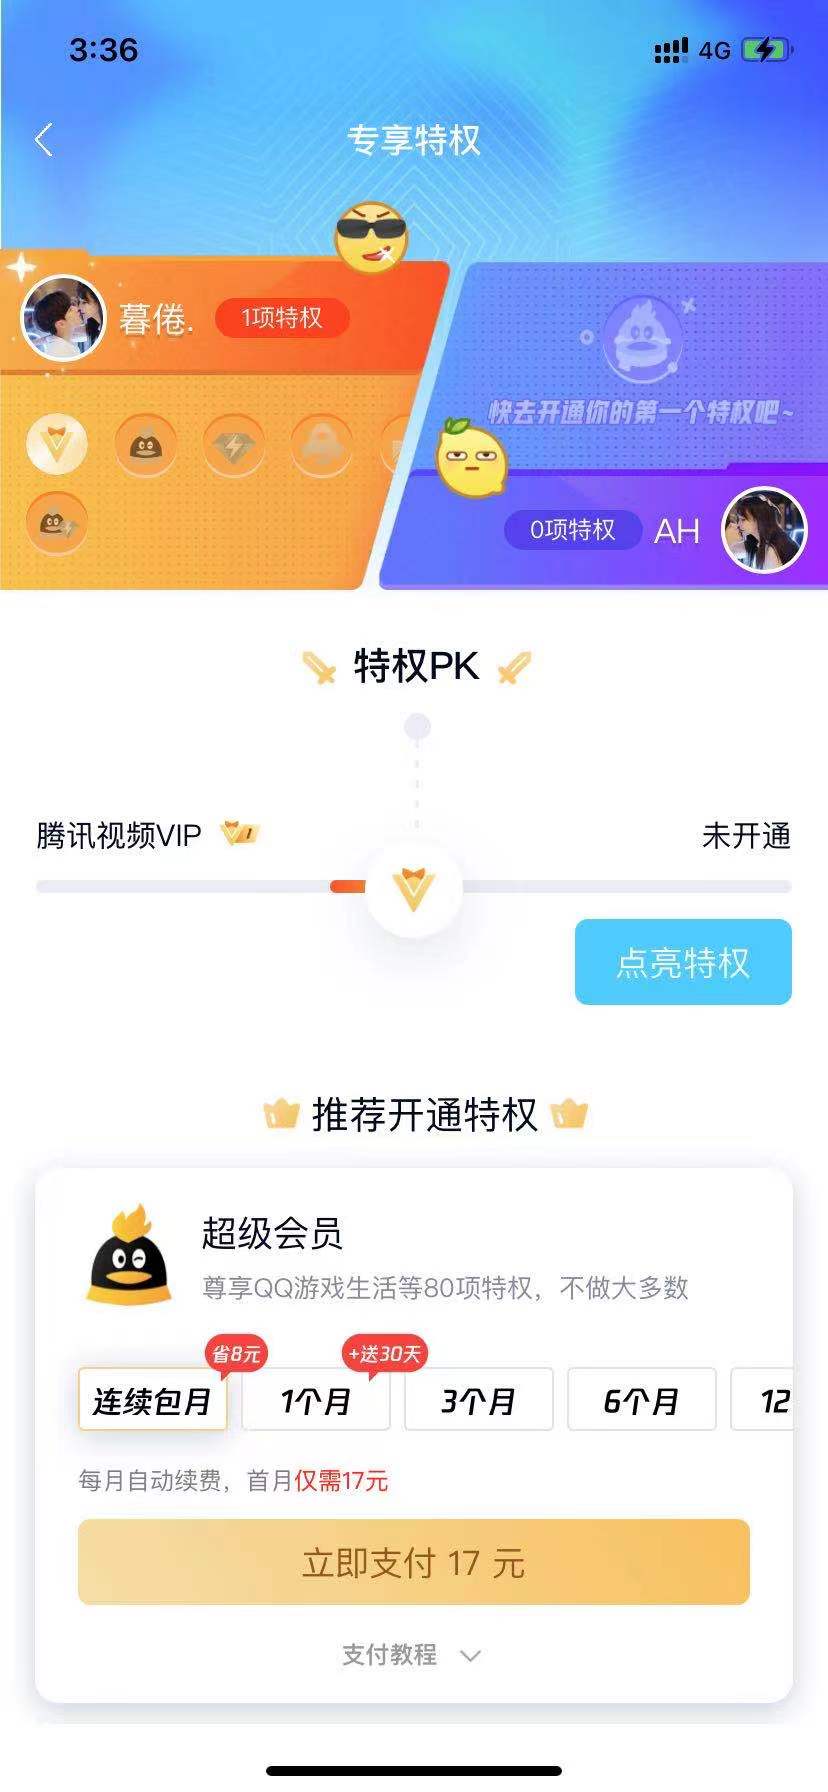 3:36
4G
专享特权
暮倦.
1项特权
快去开通你的第一个特权吧~
0项特权
AH
特权PK
腾讯视频VIP
1
未开通
点亮特权
推荐开通特权
超级会员
尊享QQ游戏生活等80项特权，不做大多数
省8元
+送30天
连续包月
1个月
3个月
6个月
12
每月自动续费，首月仅需17元
立即支付 17 元
支付教程